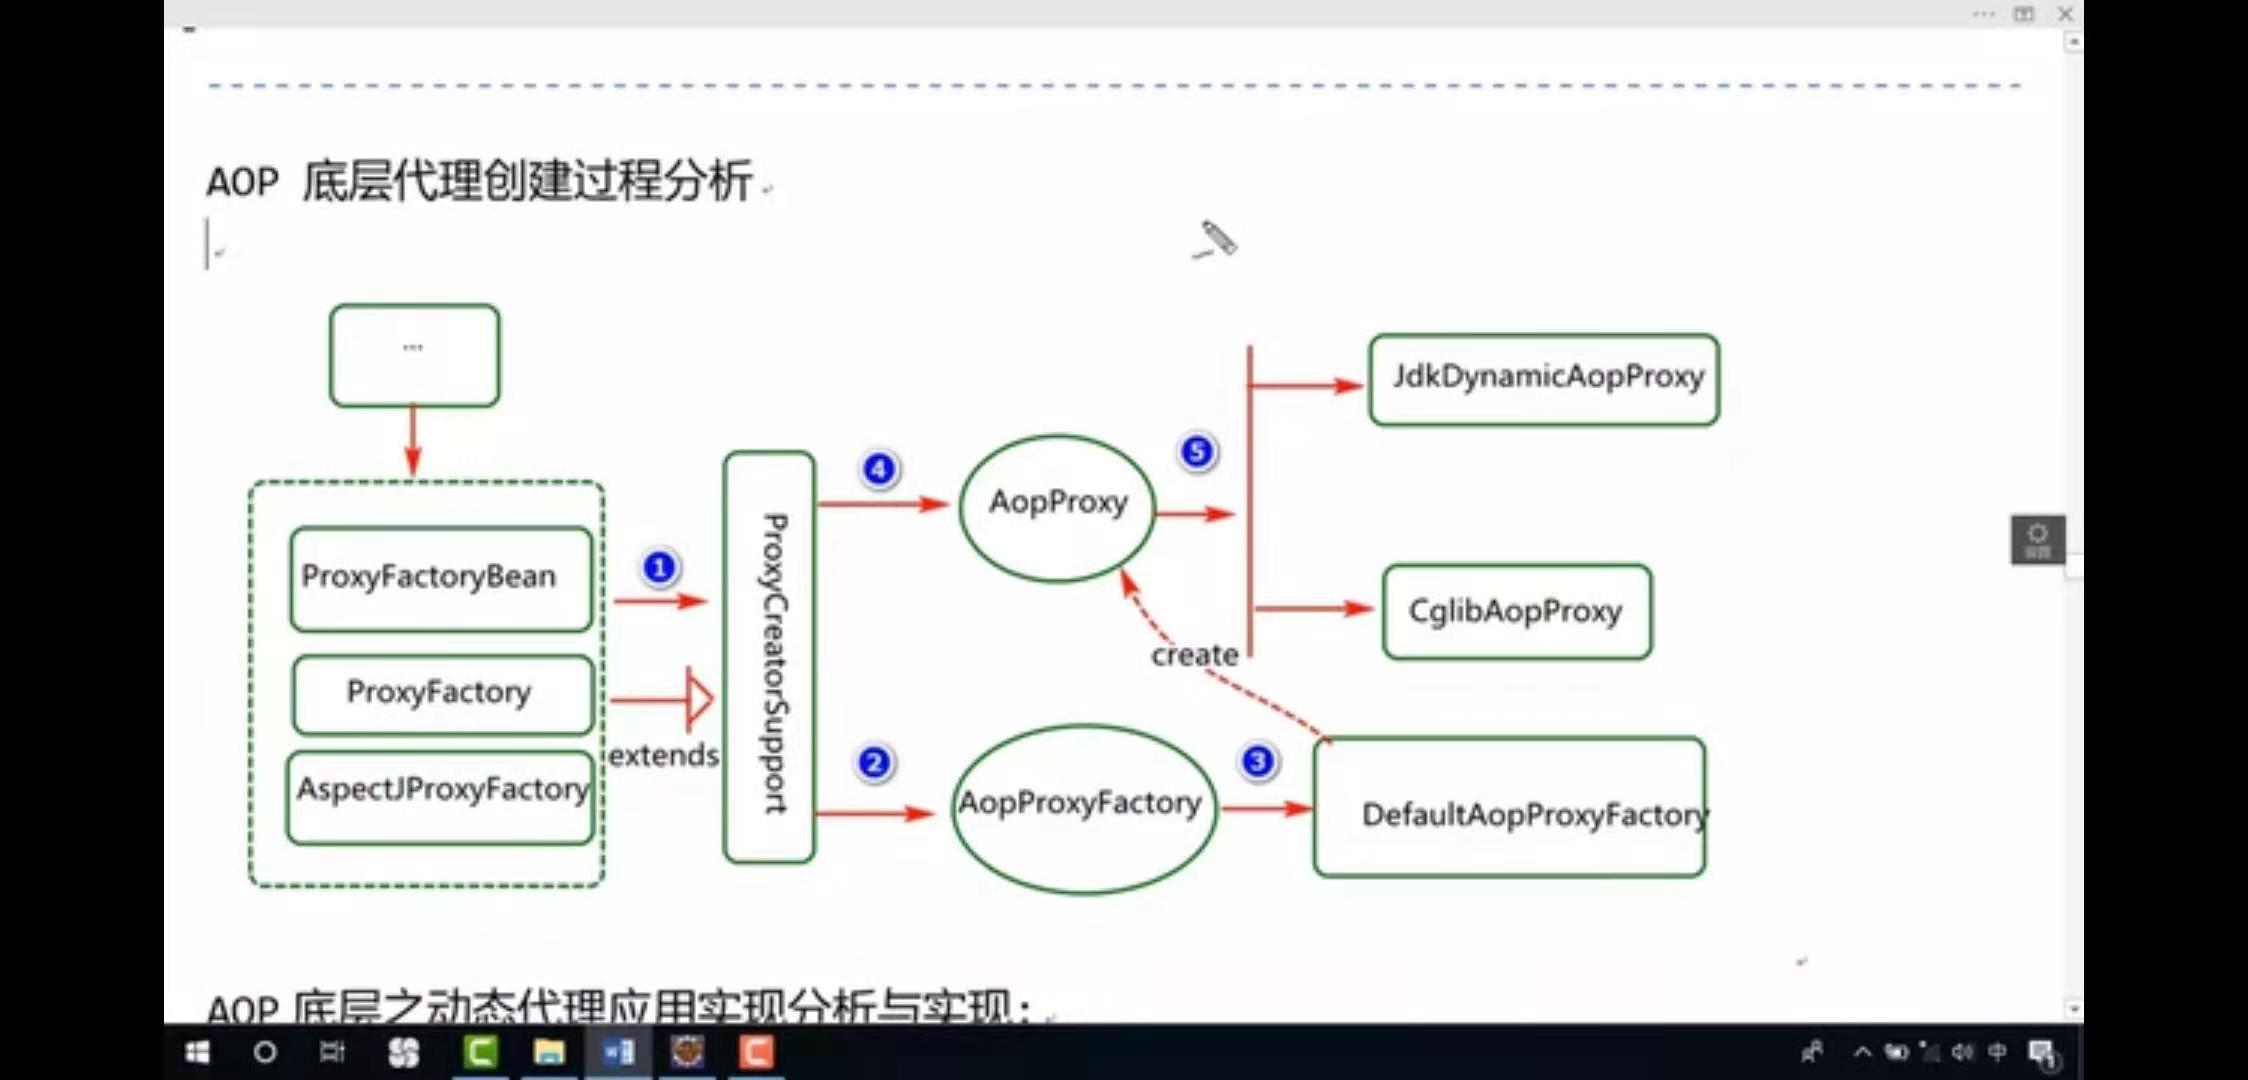 AOP 底层代理创建过程分析
...
JdkDynamicAopProxy
4
5
AopProxy
ProxyFactoryBean
1
ProxyCreatorSupport
CglibAopProxy
create
ProxyFactory
extends
2
3
AspectJProxyFactory
AopProxyFactory
DefaultAopProxyFactory
AOP 底层之动态代理应用实现分析与实现:
中